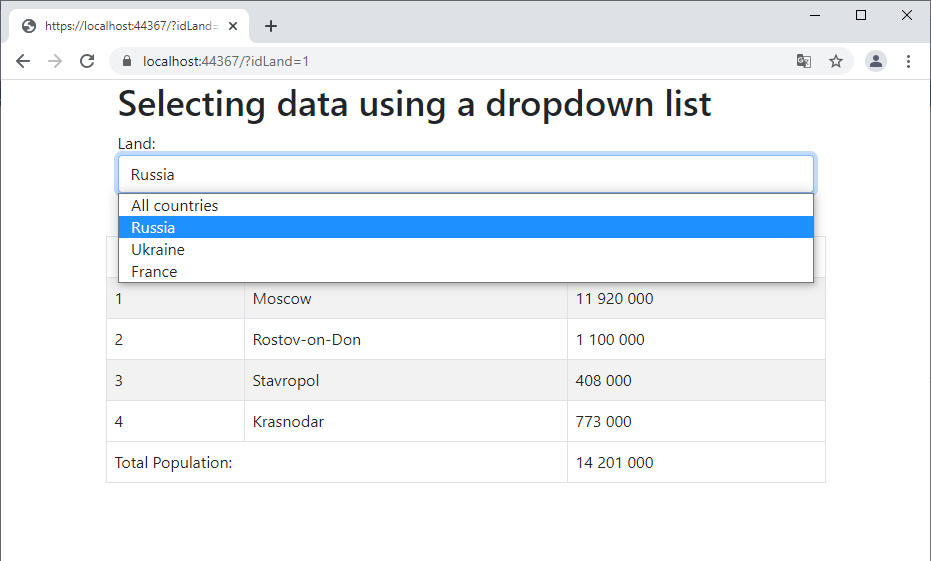 https://localhost:44367/?idLand=
localhost:44367/?idLand=1
Selecting data using a dropdown list
Land:
Russia
All countries
Russia
Ukraine
France
1 Moscow 11 920 000
2 Rostov-on-Don 1 100 000
3 Stavropol 408 000
4 Krasnodar 773 000
Total Population: 14 201 000